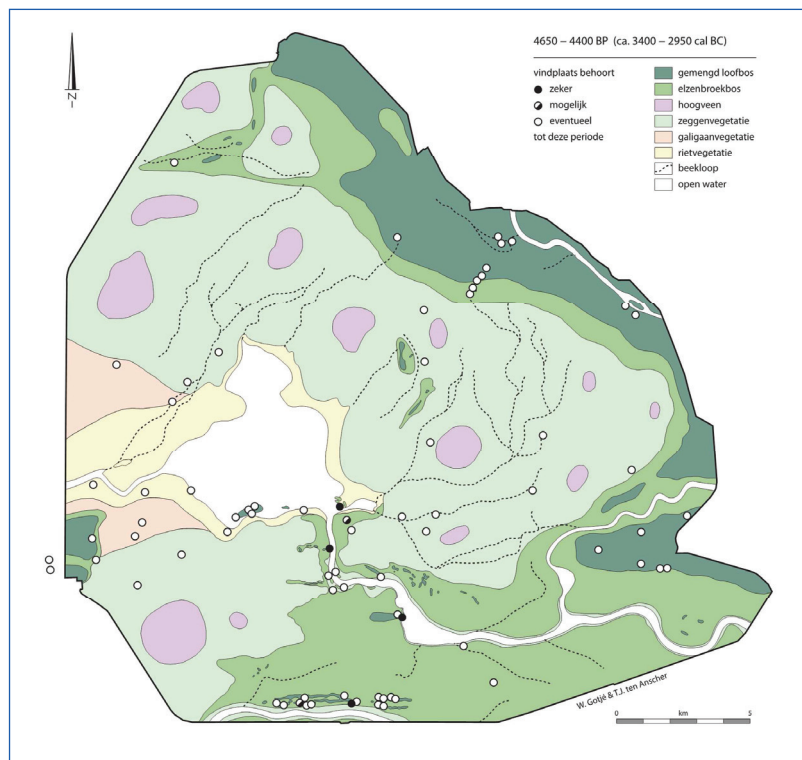 4650 – 4400 BP (ca. 3400 – 2950 cal BC)
vindplaats behoort
zeker
mogelijk
eventueel
tot deze periode
gemengd loofbos
elzenbroekbos
hoogveen
zeggenvegetatie
galigaanvegetatie
rietvegetatie
beekloop
open water
N
W. Gotjé & T.J. ten Anscher
0 km 5